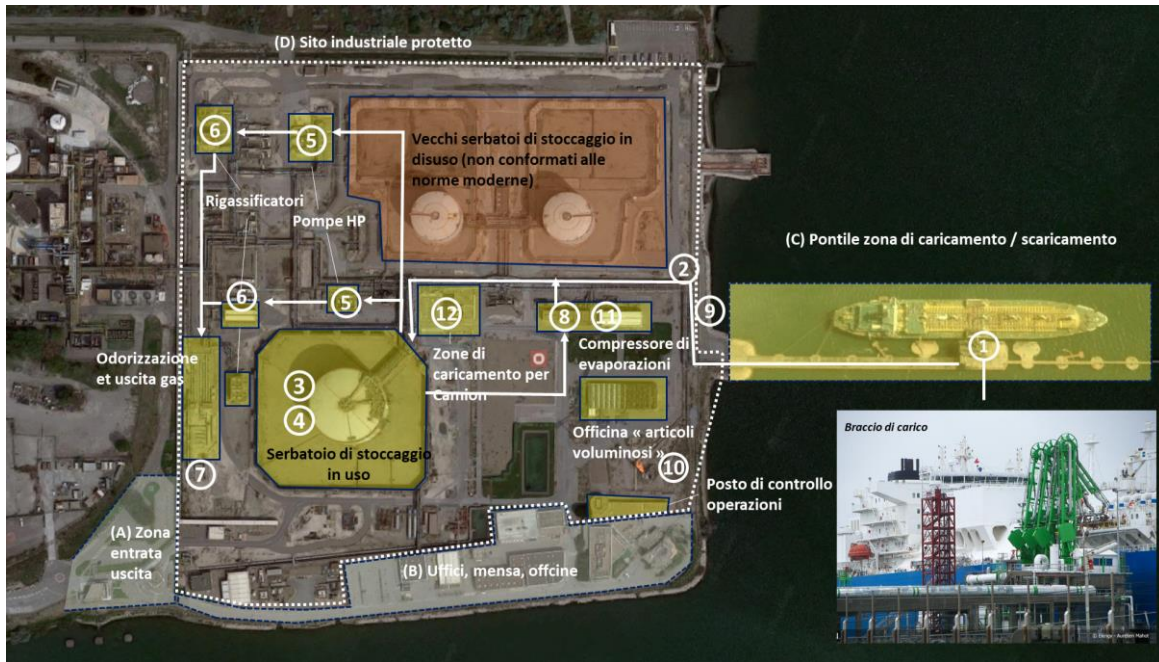 (D) Sito industriale protetto
6
5
Vecchi serbatoi di stoccaggio in
disuso (non conformati alle
norme moderne)
Rigassificatori
Pompe HP
(C) Pontile zona di caricamento / scaricamento
2
6
5
12
8
11
9
1
Odorizzazione
et uscita gas
Zone di
caricamento per
Camion
Compressore di
evaporazioni
3
4
Serbatoio di stoccaggio
in uso
Officina « articoli
voluminosi »
10
7
Posto di controllo
operazioni
(A) Zona
entrata
uscita
(B) Uffici, mensa, offcine
Braccio di carico